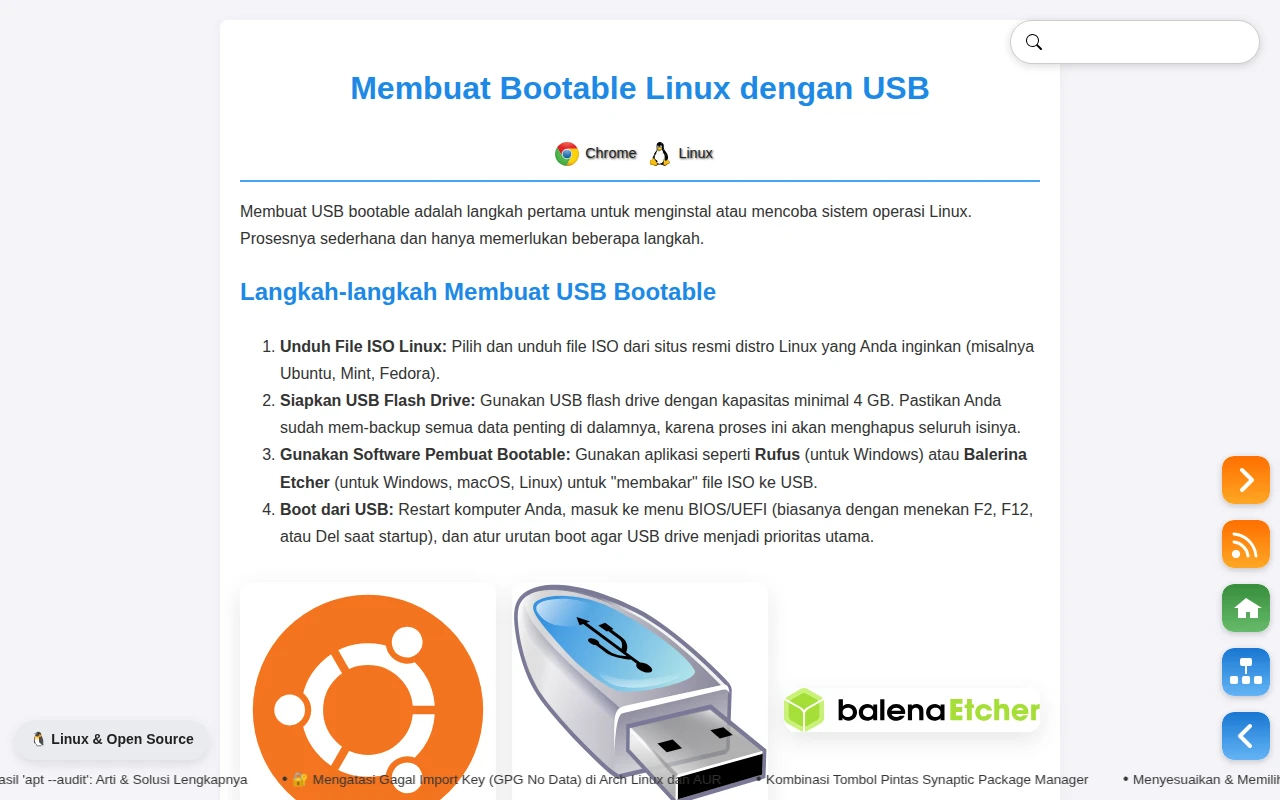 Membuat Bootable Linux dengan USB
Chrome Linux
Membuat USB bootable adalah langkah pertama untuk menginstal atau mencoba sistem operasi Linux.
Prosesnya sederhana dan hanya memerlukan beberapa langkah.
Langkah-langkah Membuat USB Bootable
1. Unduh File ISO Linux: Pilih dan unduh file ISO dari situs resmi distro Linux yang Anda inginkan (misalnya
Ubuntu, Mint, Fedora).
2. Siapkan USB Flash Drive: Gunakan USB flash drive dengan kapasitas minimal 4 GB. Pastikan Anda
sudah mem-backup semua data penting di dalamnya, karena proses ini akan menghapus seluruh isinya.
3. Gunakan Software Pembuat Bootable: Gunakan aplikasi seperti Rufus (untuk Windows) atau Balerina
Etcher (untuk Windows, macOS, Linux) untuk "membakar" file ISO ke USB.
4. Boot dari USB: Restart komputer Anda, masuk ke menu BIOS/UEFI (biasanya dengan menekan F2, F12,
atau Del saat startup), dan atur urutan boot agar USB drive menjadi prioritas utama.
balenaEtcher
🐧 Linux & Open Source
asil 'apt --audit': Arti & Solusi Lengkapnya • 🔐 Mengatasi Gagal Import Key (GPG No Data) di Arch Linux dan AUR • Kombinasi Tombol Pintas Synaptic Package Manager • Menyesuaikan & Memilih